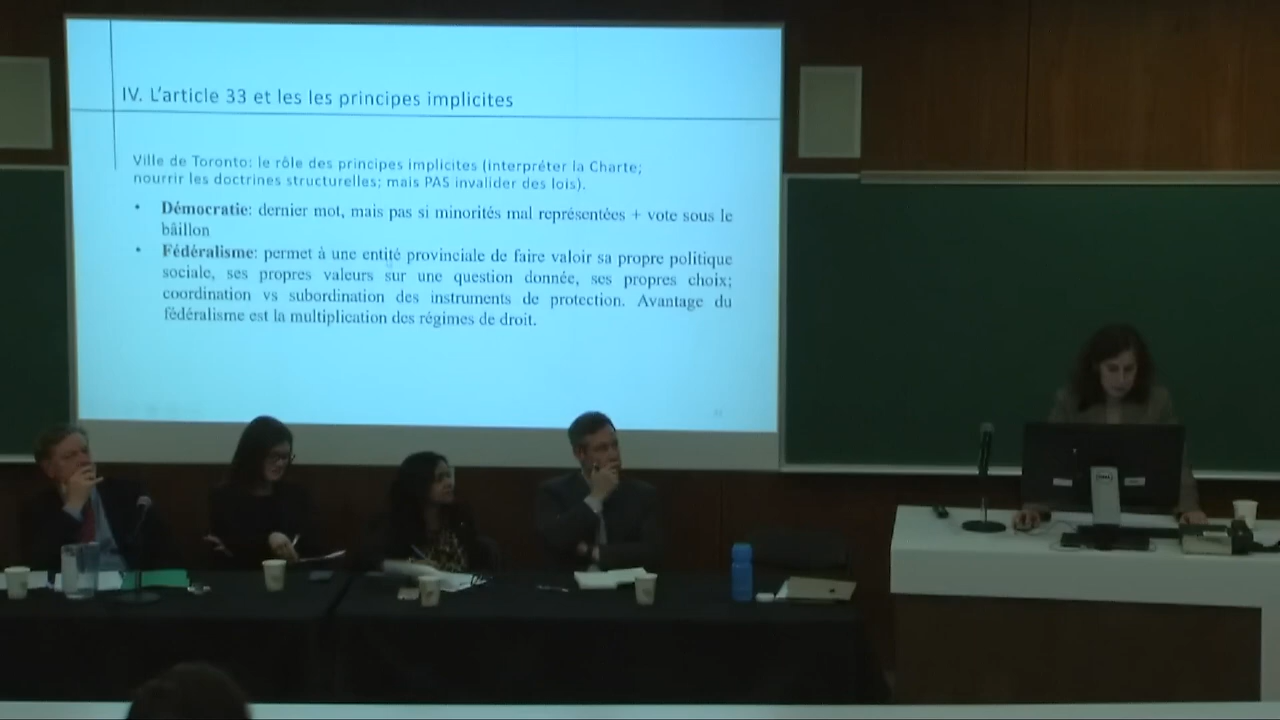 IV. L'article 33 et les les principes implicites
Ville de Toronto: le rôle des principes implicites (interpréter la Charte;
nourrir les doctrines structurelles; mais PAS invalider des lois).
• Démocratie: dernier mot, mais pas si minorités mal représentées + vote sous le
bâillon
• Fédéralisme: permet à une entité provinciale de faire valoir sa propre politique
sociale, ses propres valeurs sur une question donnée, ses propres choix;
coordination vs subordination des instruments de protection. Avantage du
fédéralisme est la multiplication des régimes de droit.
DELL